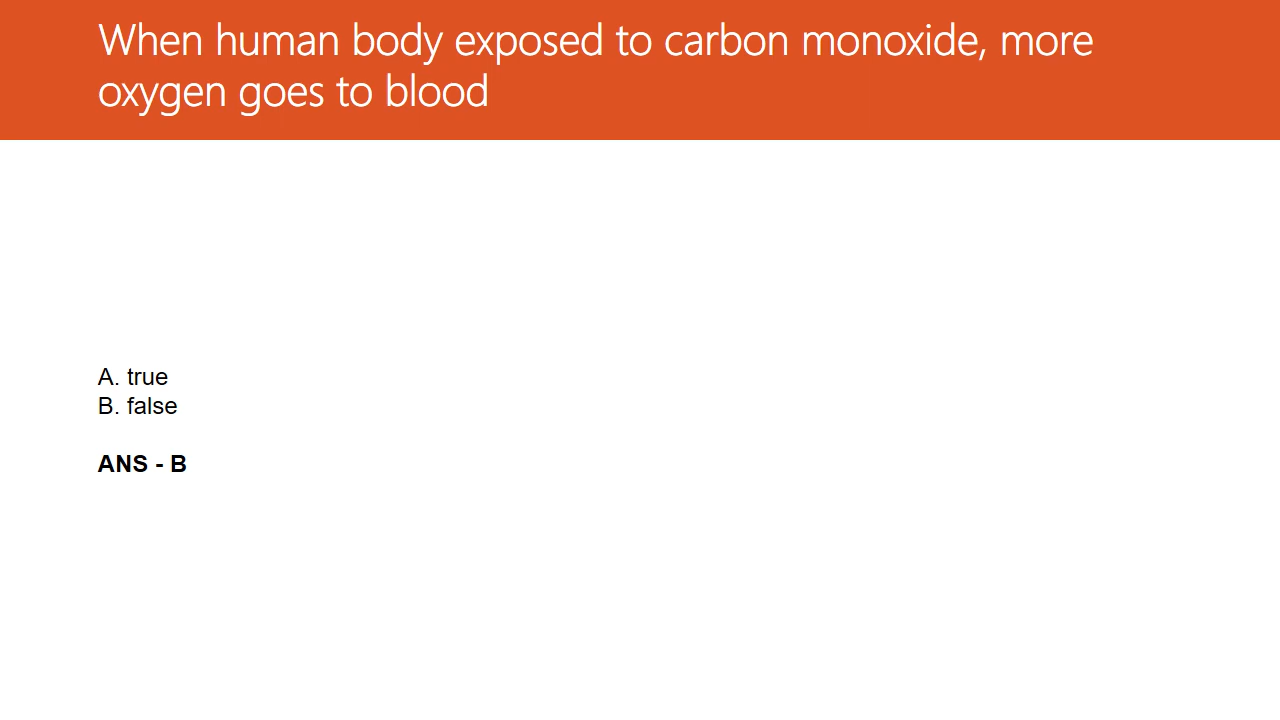 When human body exposed to carbon monoxide, more
oxygen goes to blood
A. true
B. false
ANS - B